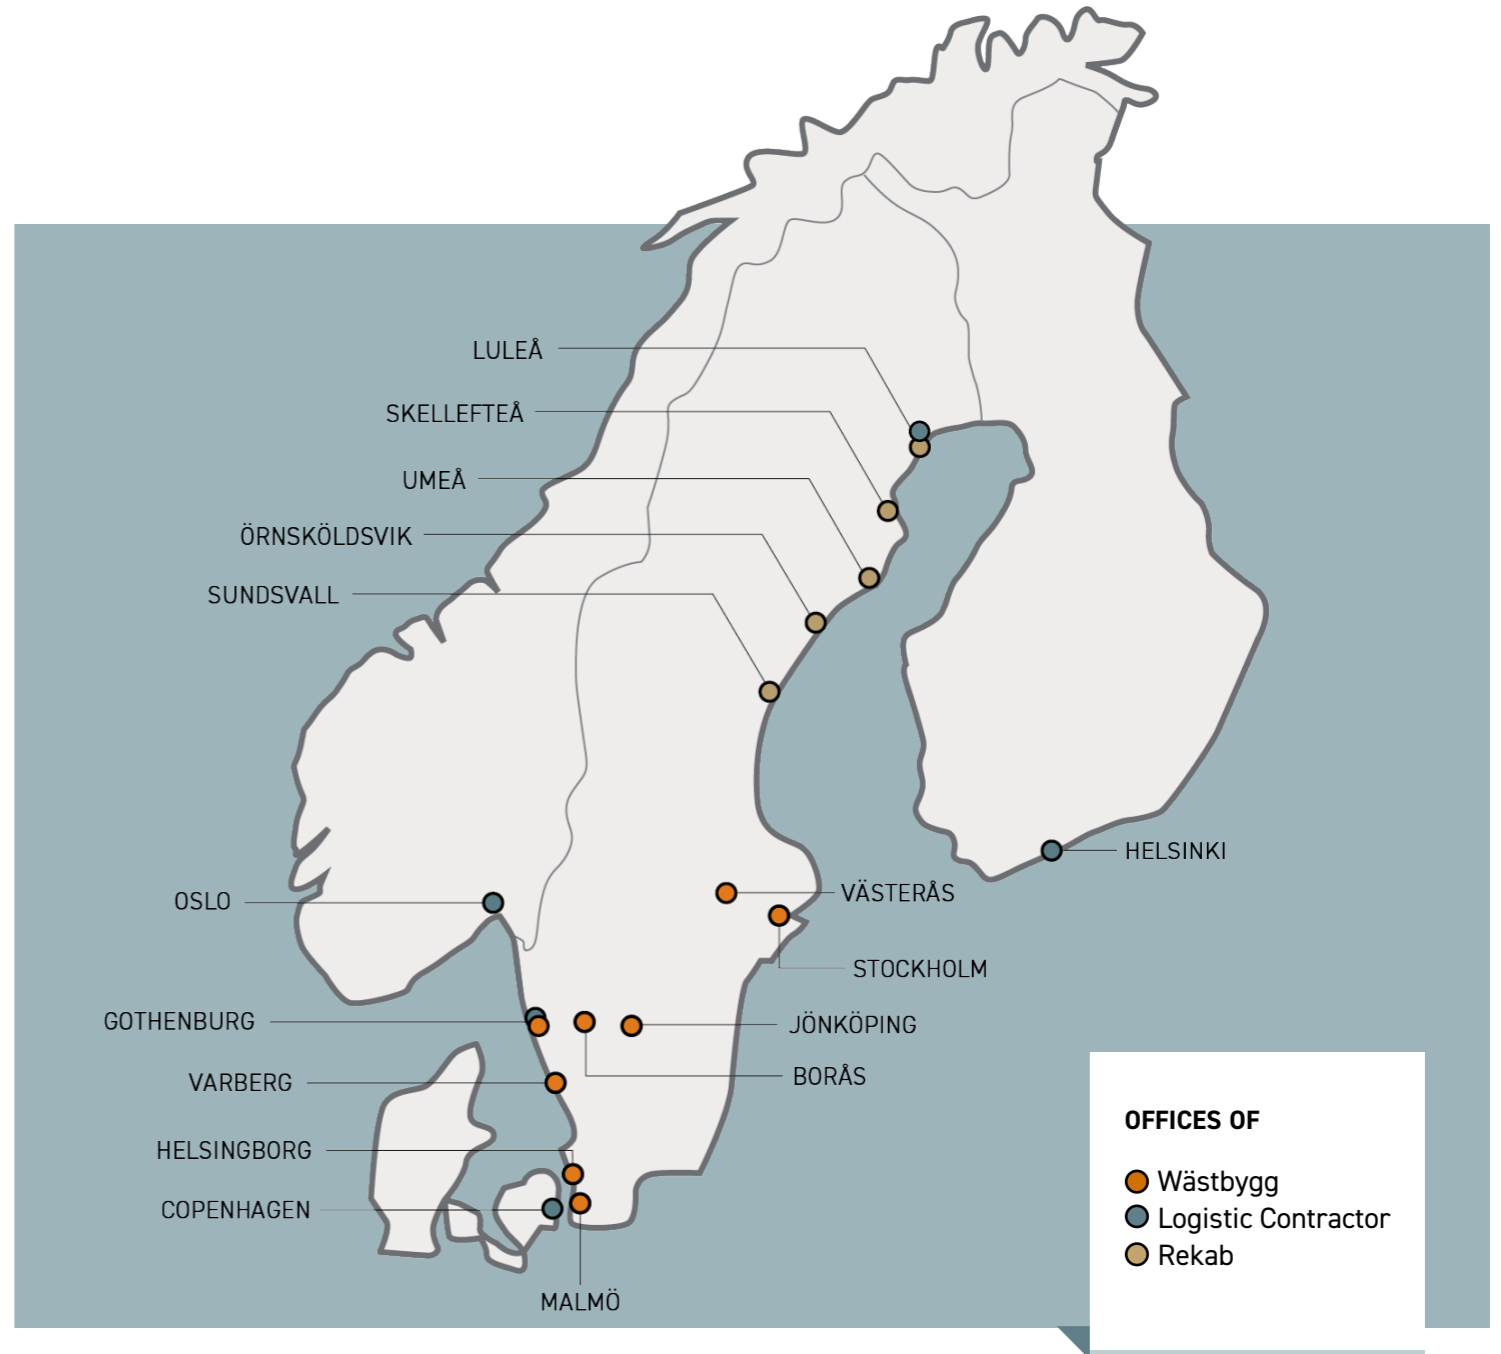 LULEÅ
SKELLEFTEÅ
UMEÅ
ÖRNSKÖLDSVIK
SUNDSVALL
HELSINKI
OSLO
VÄSTERÅS
STOCKHOLM
GOTHENBURG
JÖNKÖPING
VARBERG
BORÅS
HELSINGBORG
COPENHAGEN
MALMÖ
OFFICES OF
Wästbygg
Logistic Contractor
Rekab